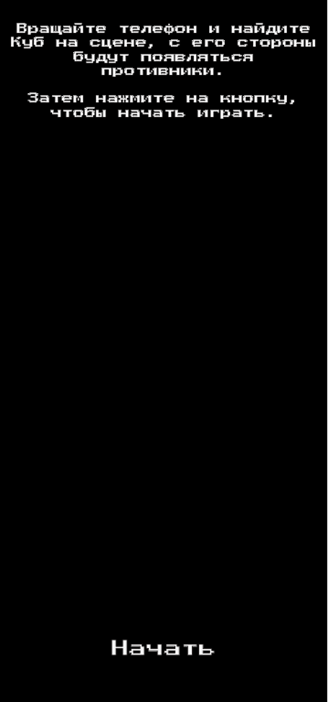 Вращайте телефон и найдите
Куб на сцене, с его стороны
будут появляться
противники.
Затем нажмите на кнопку,
чтобы начать играть.
Начать